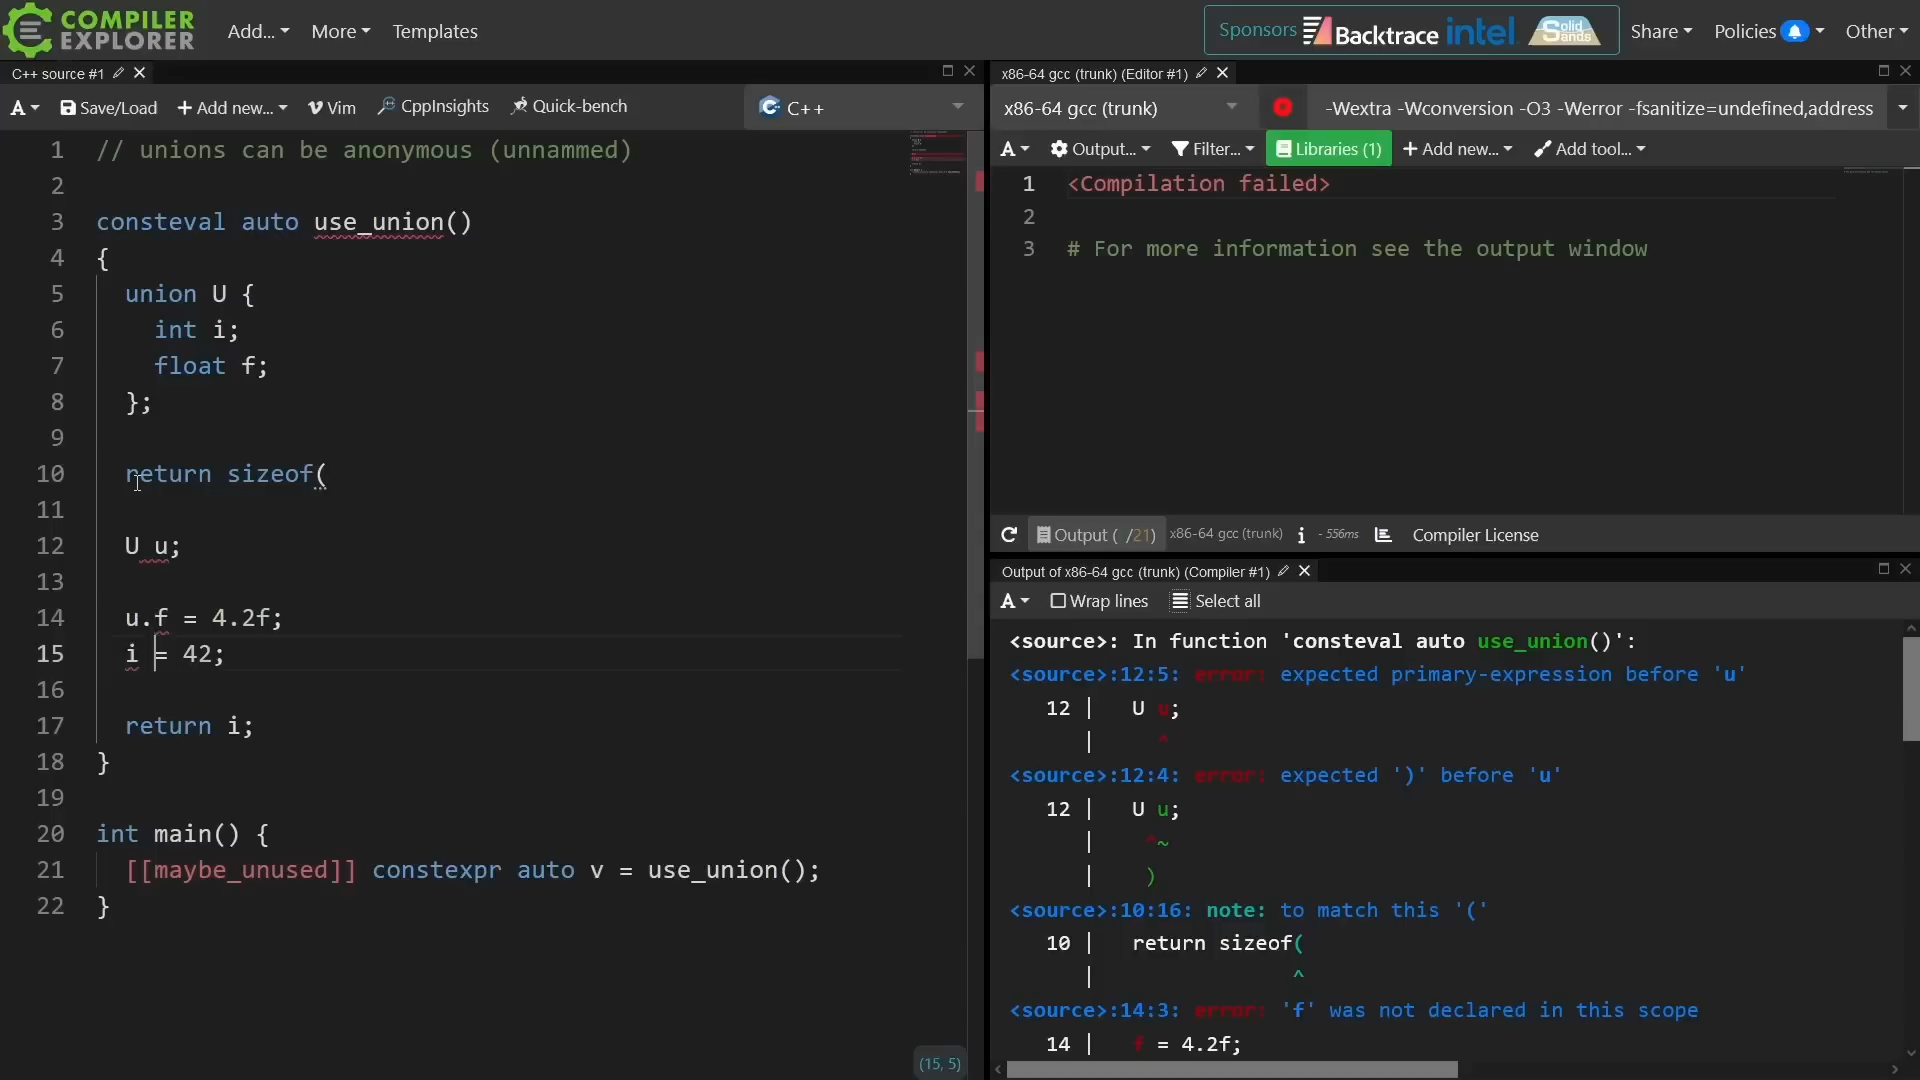 COMPILER EXPLORER
Add... More Templates
Sponsors Backtrace intel Solid Sands Share Policies Other
C++ source #1
A Save/Load Add new... Vim CppInsights Quick-bench C++
1 // unions can be anonymous (unnammed)
2
3 consteval auto use_union()
4 {
5 union U {
6 int i;
7 float f;
8 };
9
10 return sizeof(
11
12 U u;
13
14 u.f = 4.2f;
15 i = 42;
16
17 return i;
18 }
19
20 int main() {
21 [[maybe_unused]] constexpr auto v = use_union();
22 }
(15, 5)
x86-64 gcc (trunk) (Editor #1)
x86-64 gcc (trunk) -Wextra -Wconversion -O3 -Werror -fsanitize=undefined,address
A Output... Filter... Libraries (1) + Add new... Add tool...
1 <Compilation failed>
2
3 # For more information see the output window
Output ( /21) x86-64 gcc (trunk) i - 556ms Compiler License
Output of x86-64 gcc (trunk) (Compiler #1)
A Wrap lines Select all
<source>: In function 'consteval auto use_union()':
<source>:12:5: error: expected primary-expression before 'u'
12 | U u;
| ^
<source>:12:4: error: expected ')' before 'u'
12 | U u;
| ^~
| )
<source>:10:16: note: to match this '('
10 | return sizeof(
| ^
<source>:14:3: error: 'f' was not declared in this scope
14 | f = 4.2f;